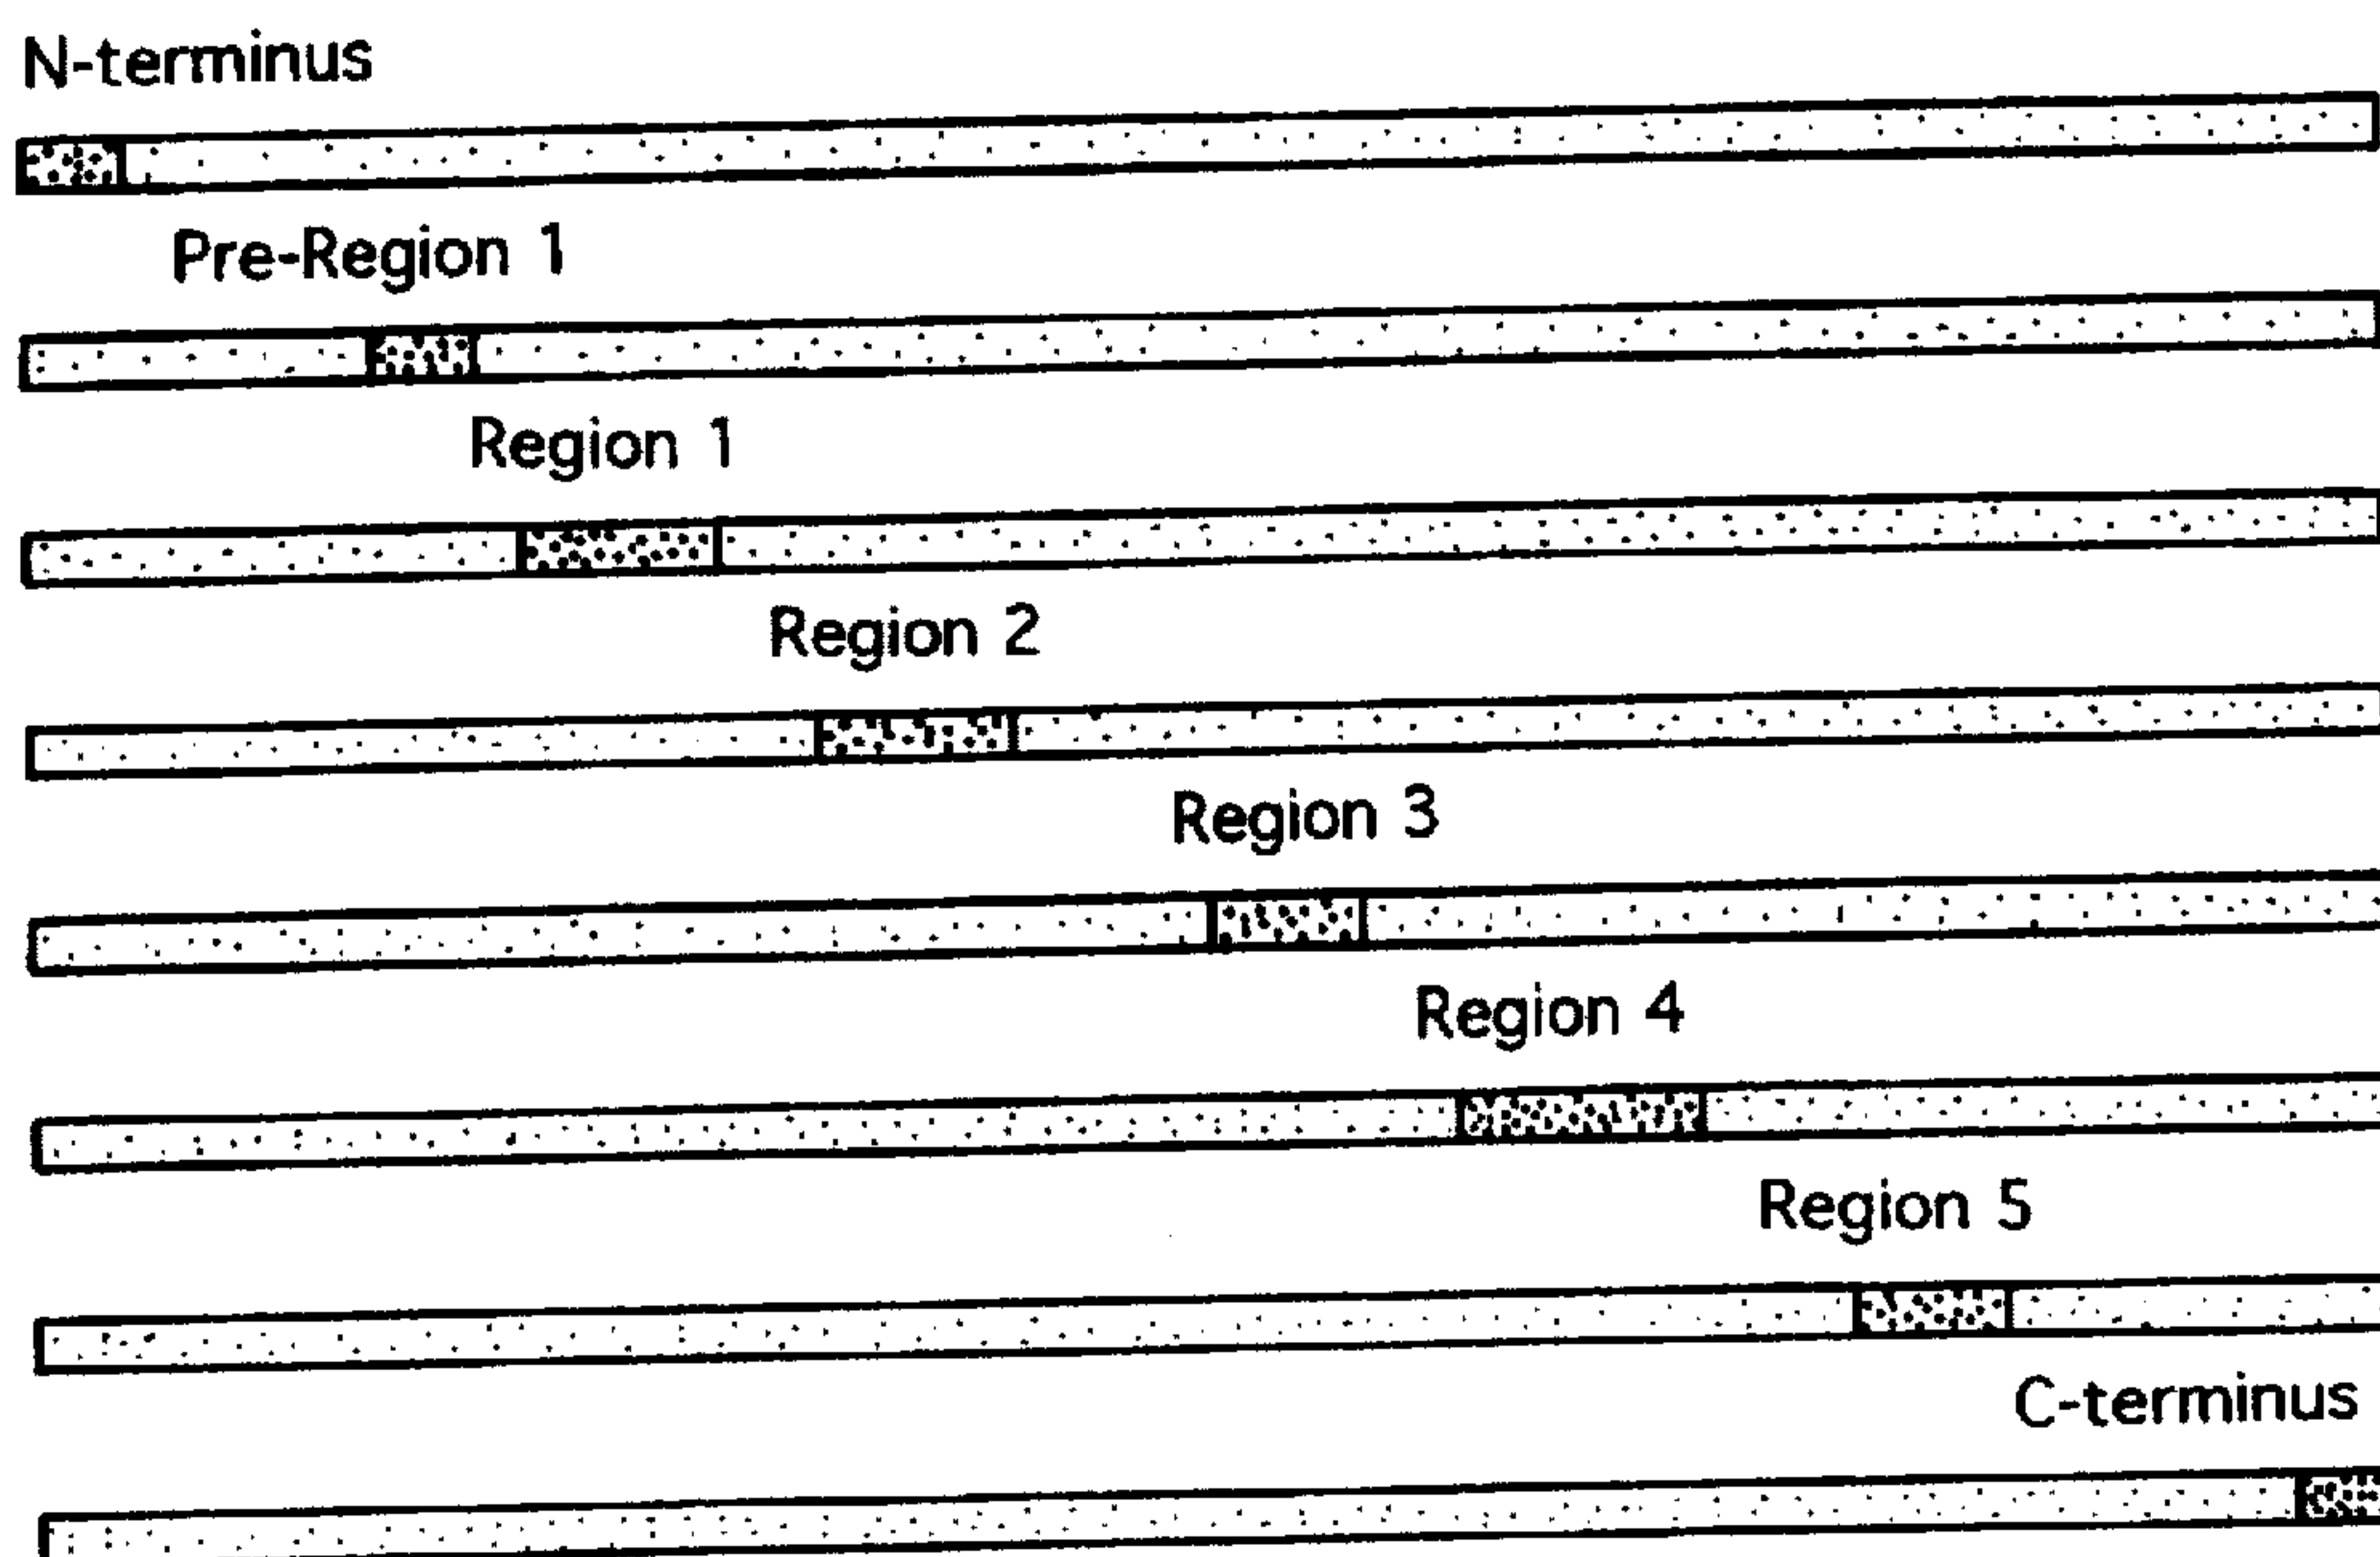 N-terminus
Pre-Region 1
Region 1
Region 2
Region 3
Region 4
Region 5
C-terminus